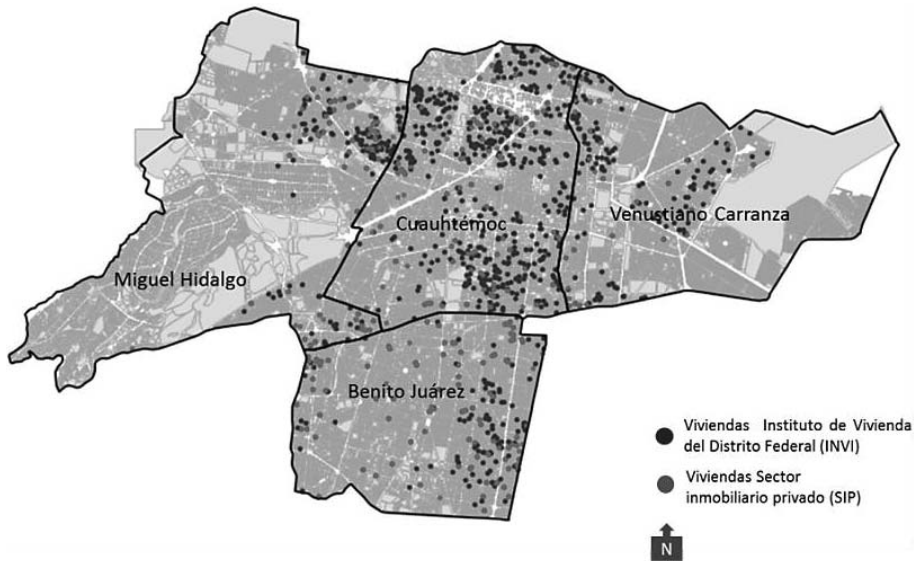 Cuauhtémoc
Venustiano Carranza
Miguel Hidalgo
Benito Juárez
Viviendas Instituto de Vivienda
del Distrito Federal (INVI)
Viviendas Sector
inmobiliario privado (SIP)
N